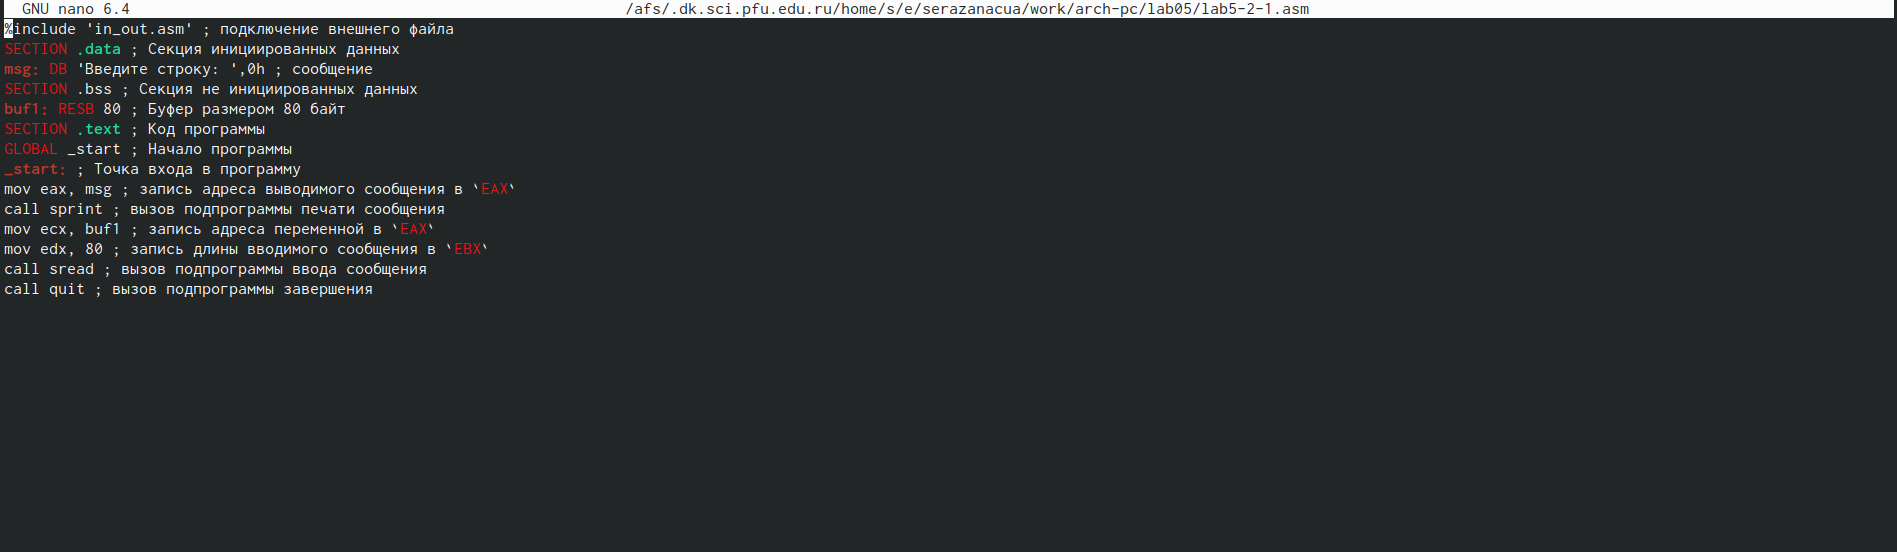 GNU nano 6.4 /afs/.dk.sci.pfu.edu.ru/home/s/e/serazanacua/work/arch-pc/lab05/lab5-2-1.asm
%include 'in_out.asm' ; подключение внешнего файла
SECTION .data ; Секция инициированных данных
msg: DB 'Введите строку: ',0h ; сообщение
SECTION .bss ; Секция не инициированных данных
buf1: RESB 80 ; Буфер размером 80 байт
SECTION .text ; Код программы
GLOBAL _start ; Начало программы
_start: ; Точка входа в программу
mov eax, msg ; запись адреса выводимого сообщения в `EAX`
call sprint ; вызов подпрограммы печати сообщения
mov ecx, buf1 ; запись адреса переменной в `EAX`
mov edx, 80 ; запись длины вводимого сообщения в `EBX`
call sread ; вызов подпрограммы ввода сообщения
call quit ; вызов подпрограммы завершения